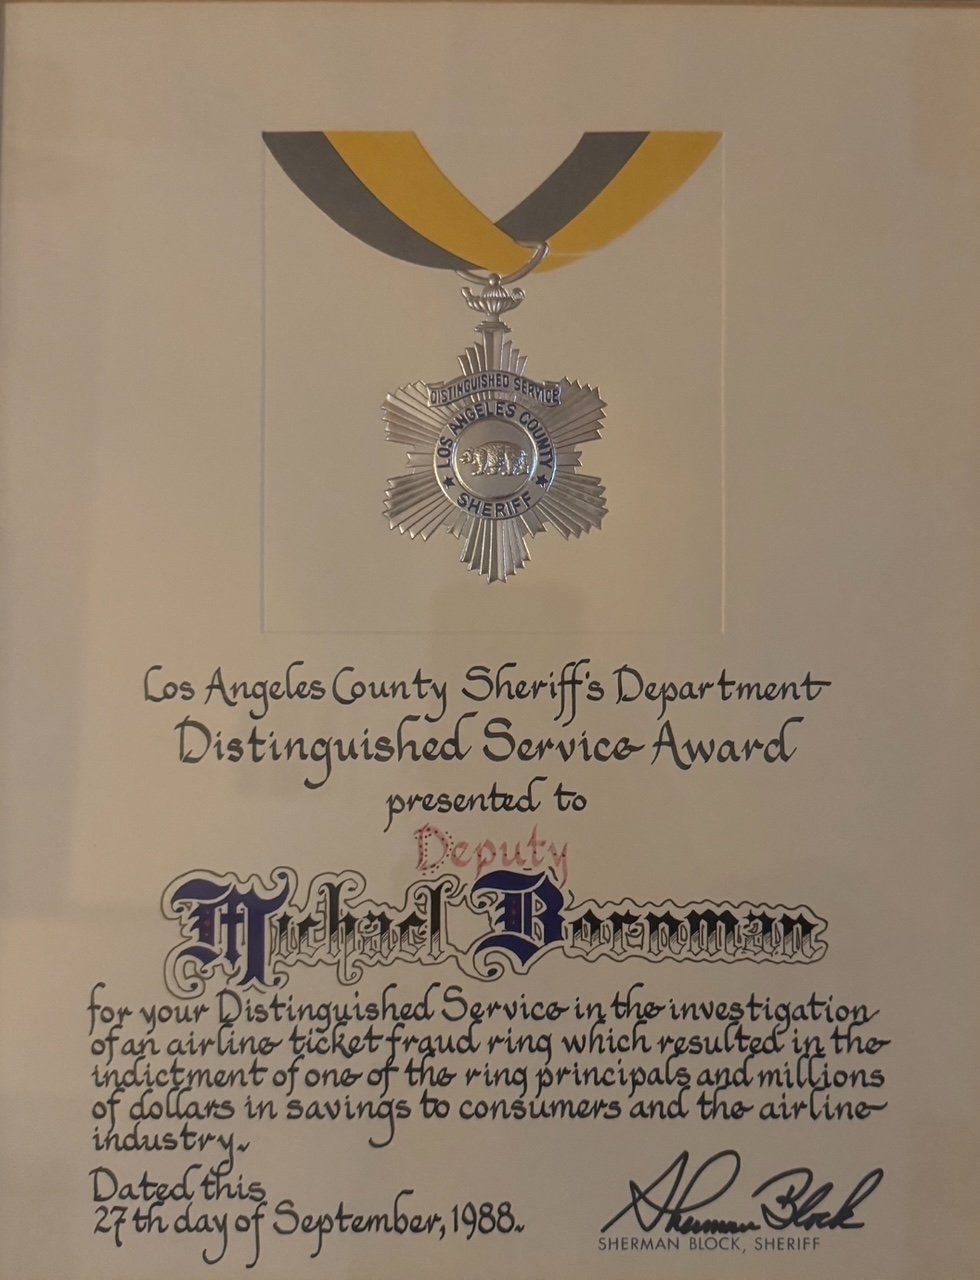 DISTINGUISHED SERVICE
LOS ANGELES COUNTY
SHERIFF
Los Angeles County Sheriff's Department
Distinguished Service Award
presented to
Deputy
Michael Bornman
for your Distinguished Service in the investigation
of an airline ticket fraud ring which resulted in the
indictment of one of the ring principals and millions
of dollars in savings to consumers and the airline
industry.
Dated this
27th day of September, 1988.
Sherman Block
SHERMAN BLOCK, SHERIFF